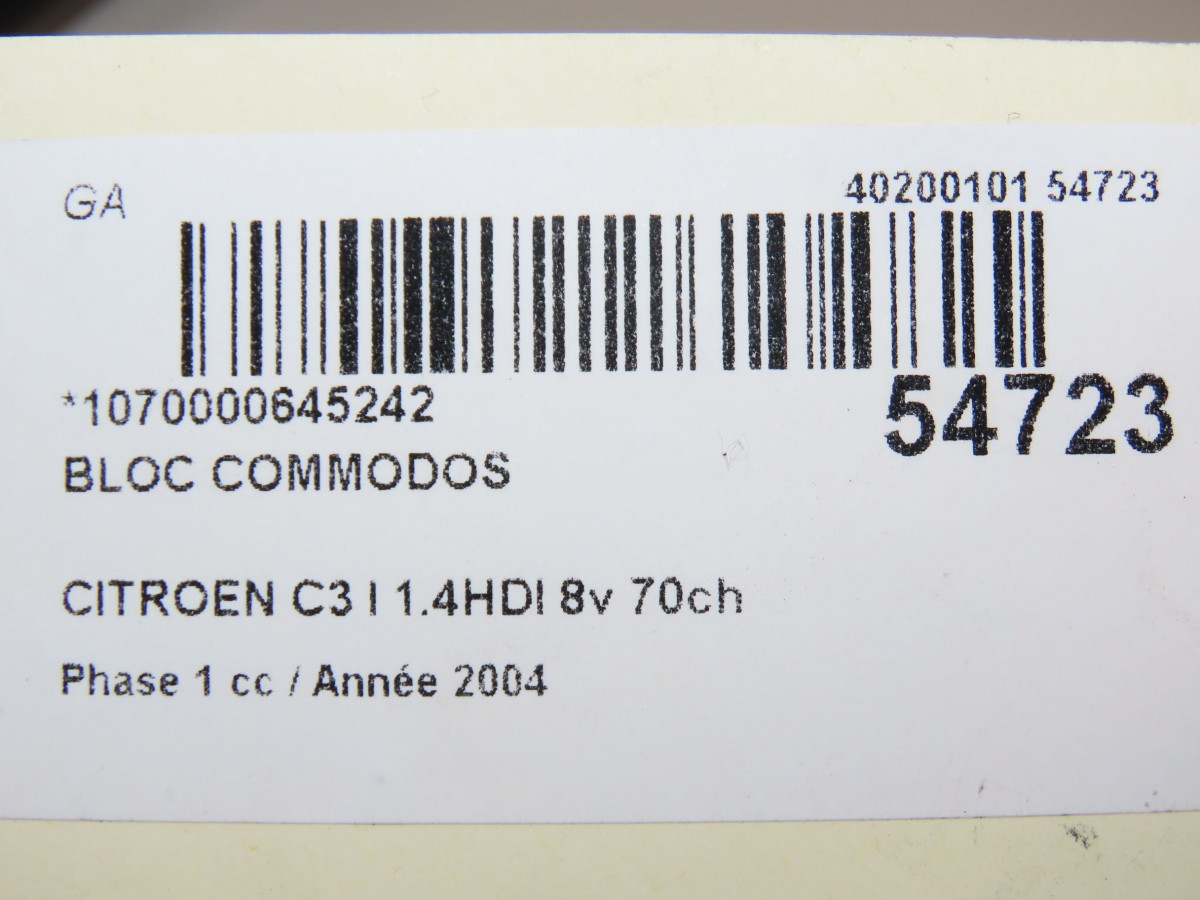 GA
40200101 54723
*1070000645242
54723
BLOC COMMODOS
CITROEN C3 I 1.4HDI 8v 70ch
Phase 1 cc / Année 2004